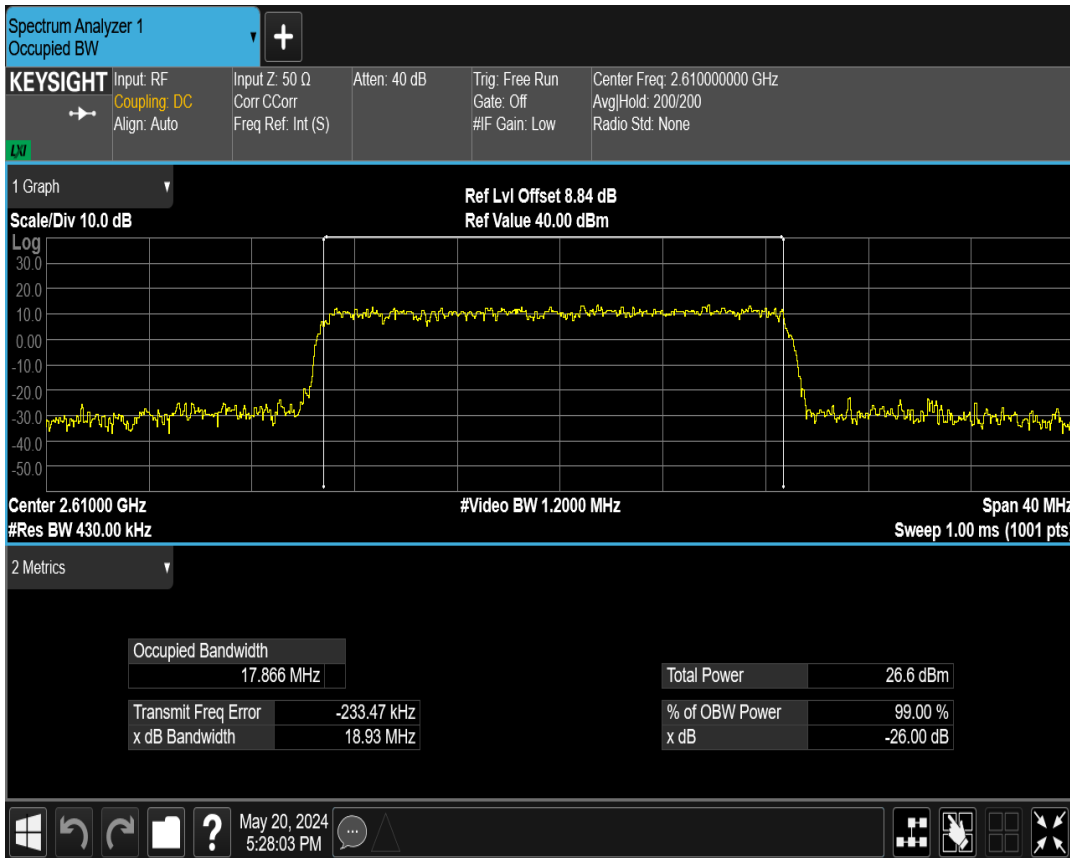 Spectrum Analyzer 1
Occupied BW
KEYSIGHT
LXI
Input: RF
Coupling: DC
Align: Auto
Input Z: 50 Ω
Corr CCorr
Freq Ref: Int (S)
Atten: 40 dB
Trig: Free Run
Gate: Off
#IF Gain: Low
Center Freq: 2.610000000 GHz
Avg|Hold: 200/200
Radio Std: None
1 Graph
Scale/Div 10.0 dB
Ref Lvl Offset 8.84 dB
Ref Value 40.00 dBm
Log
30.0
20.0
10.0
0.00
-10.0
-20.0
-30.0
-40.0
-50.0
Center 2.61000 GHz
#Res BW 430.00 kHz
#Video BW 1.2000 MHz
Span 40 MHz
Sweep 1.00 ms (1001 pts)
2 Metrics
Occupied Bandwidth
17.866 MHz
Transmit Freq Error -233.47 kHz
x dB Bandwidth 18.93 MHz
Total Power 26.6 dBm
% of OBW Power 99.00 %
x dB -26.00 dB
?
May 20, 2024
5:28:03 PM